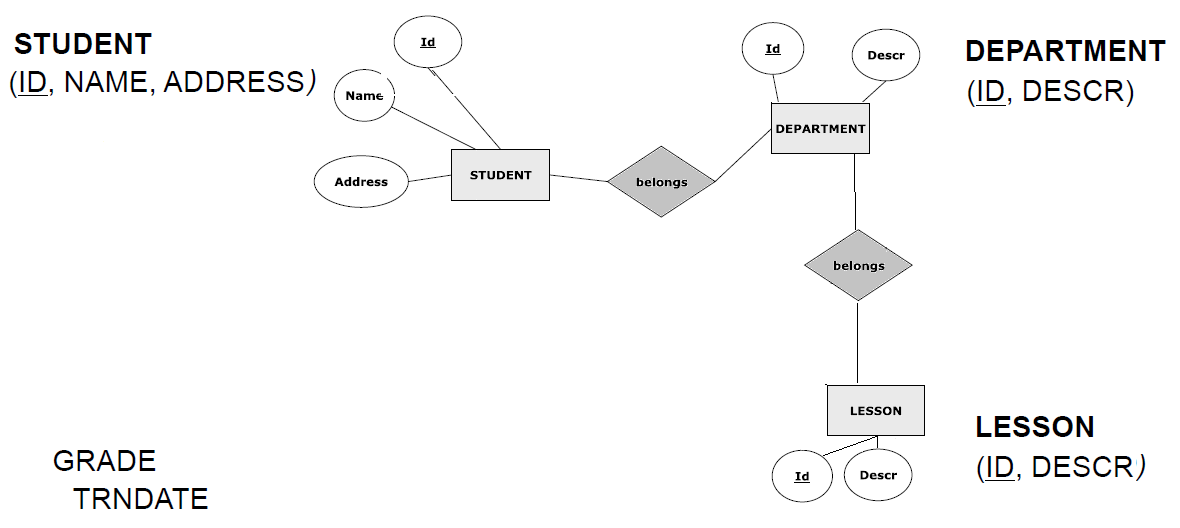 STUDENT
(ID, NAME, ADDRESS)
Id
Name
Address
STUDENT
belongs
Id
Descr
DEPARTMENT
DEPARTMENT
(ID, DESCR)
belongs
LESSON
Id
Descr
LESSON
(ID, DESCR)
GRADE
TRNDATE